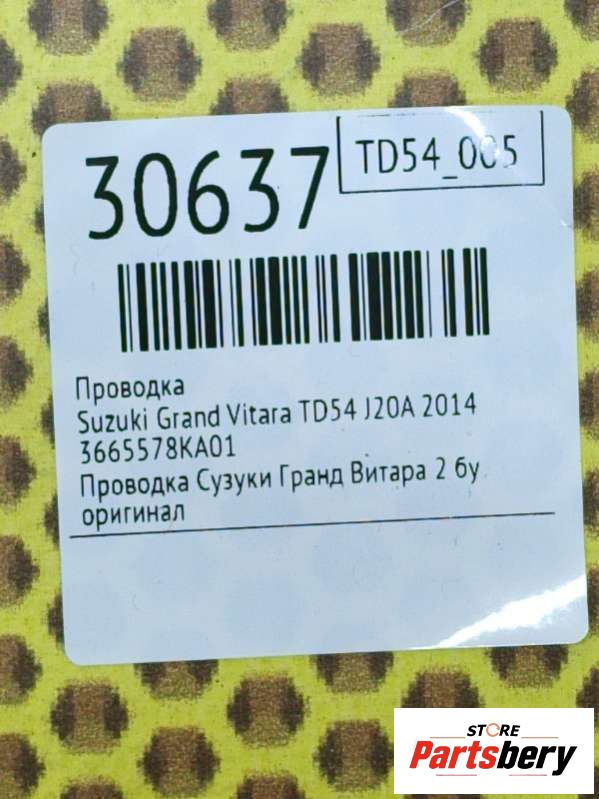 30637
TD54_005
Проводка
Suzuki Grand Vitara TD54 J20A 2014
3665578KA01
Проводка Сузуки Гранд Витара 2 бу
оригинал
STORE
Partsbery